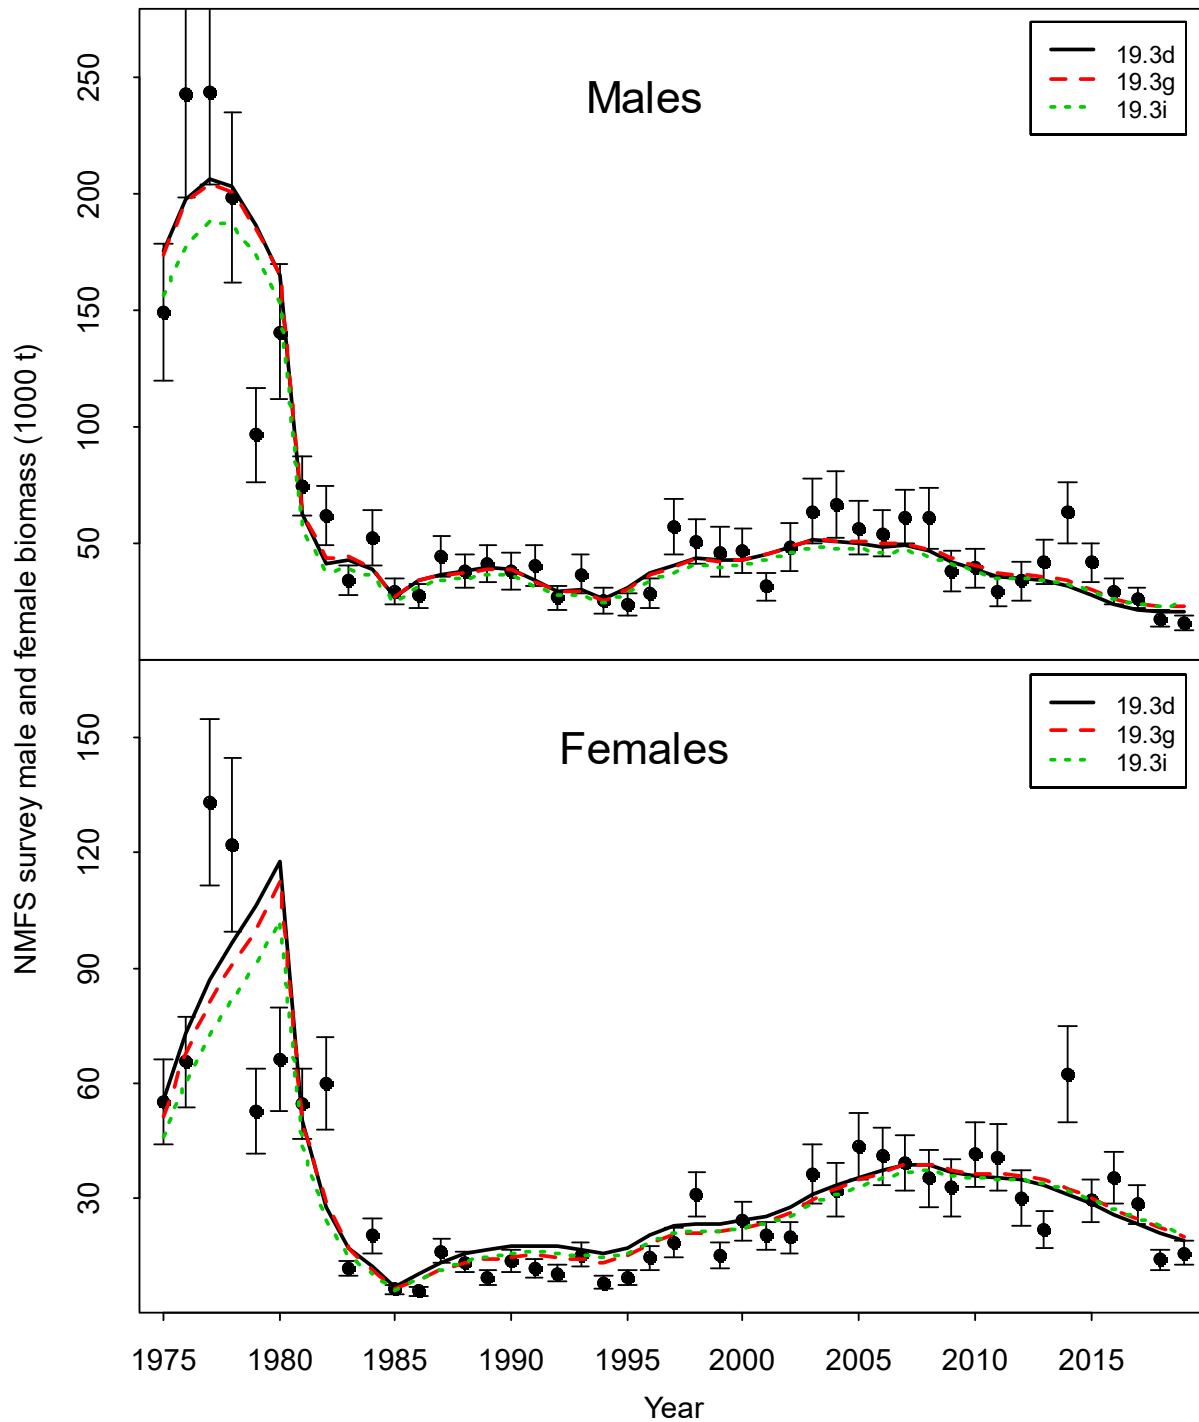 Males
19.3d
19.3g
19.3i
250
200
150
100
50
NMFS survey male and female biomass (1000 t)
Females
19.3d
19.3g
19.3i
150
120
90
60
30
1975 1980 1985 1990 1995 2000 2005 2010 2015
Year